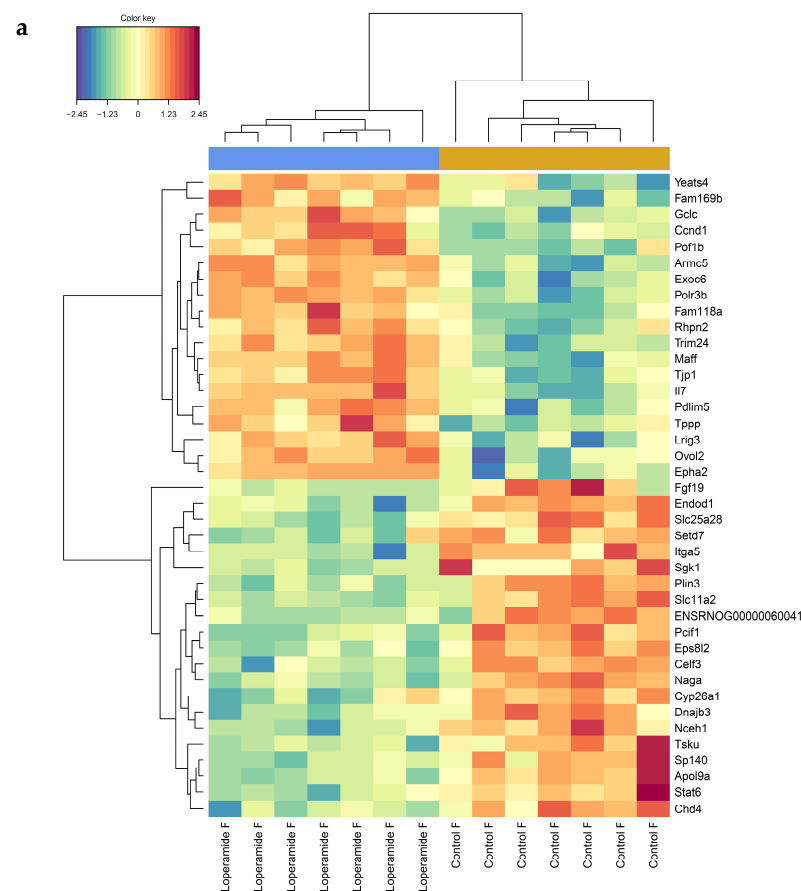 a
Color key
−2.45 −1.23 0 1.23 2.45
Yeats4
Fam169b
Gclc
Ccnd1
Pof1b
Armc5
Exoc6
Polr3b
Fam118a
Rhpn2
Trim24
Maff
Tjp1
Il7
Pdlim5
Tppp
Lrig3
Ovol2
Epha2
Fgf19
Endod1
Slc25a28
Setd7
Itga5
Sgk1
Plin3
Slc11a2
ENSRNOG00000060041
Pcif1
Eps8l2
Celf3
Naga
Cyp26a1
Dnajb3
Nceh1
Tsku
Sp140
Apol9a
Stat6
Chd4
Loperamide F
Loperamide F
Loperamide F
Loperamide F
Loperamide F
Loperamide F
Loperamide F
Control F
Control F
Control F
Control F
Control F
Control F
Control F